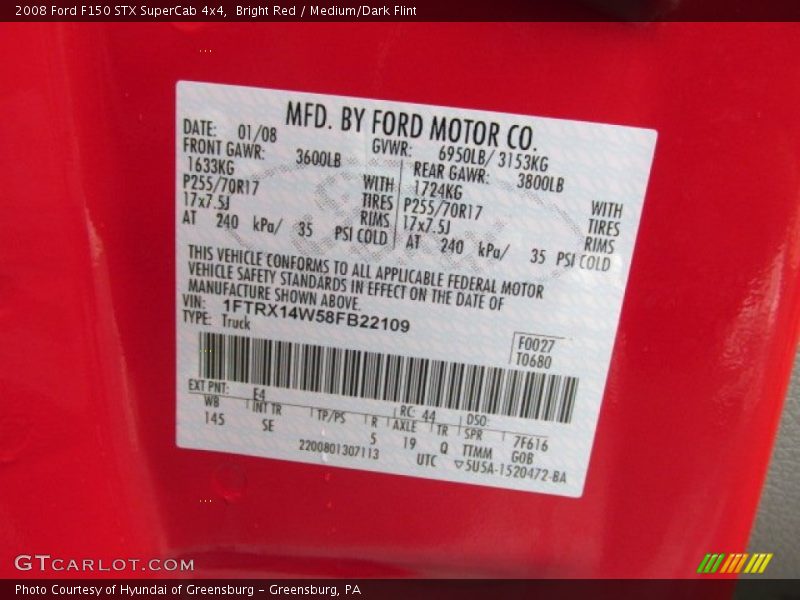 2008 Ford F150 STX SuperCab 4x4, Bright Red / Medium/Dark Flint
MFD. BY FORD MOTOR CO.
DATE: 01/08 GVWR: 6950LB/ 3153KG
FRONT GAWR: 3600LB REAR GAWR: 3800LB
1633KG WITH 1724KG WITH
P255/70R17 TIRES P255/70R17 TIRES
17x7.5J RIMS 17x7.5J RIMS
AT 240 kPa/ 35 PSI COLD AT 240 kPa/ 35 PSI COLD
THIS VEHICLE CONFORMS TO ALL APPLICABLE FEDERAL MOTOR
VEHICLE SAFETY STANDARDS IN EFFECT ON THE DATE OF
MANUFACTURE SHOWN ABOVE.
VIN: 1FTRX14W58FB22109
TYPE: Truck
F0027
T0680
EXT PNT: E4 RC: 44 DSO:
WB INT TR TP/PS R AXLE TR SPR 7F616
145 SE 5 19 Q TTMM GOB
2200801307113 UTC ▽5U5A-1520472-BA
GTCARLOT.COM
Photo Courtesy of Hyundai of Greensburg - Greensburg, PA